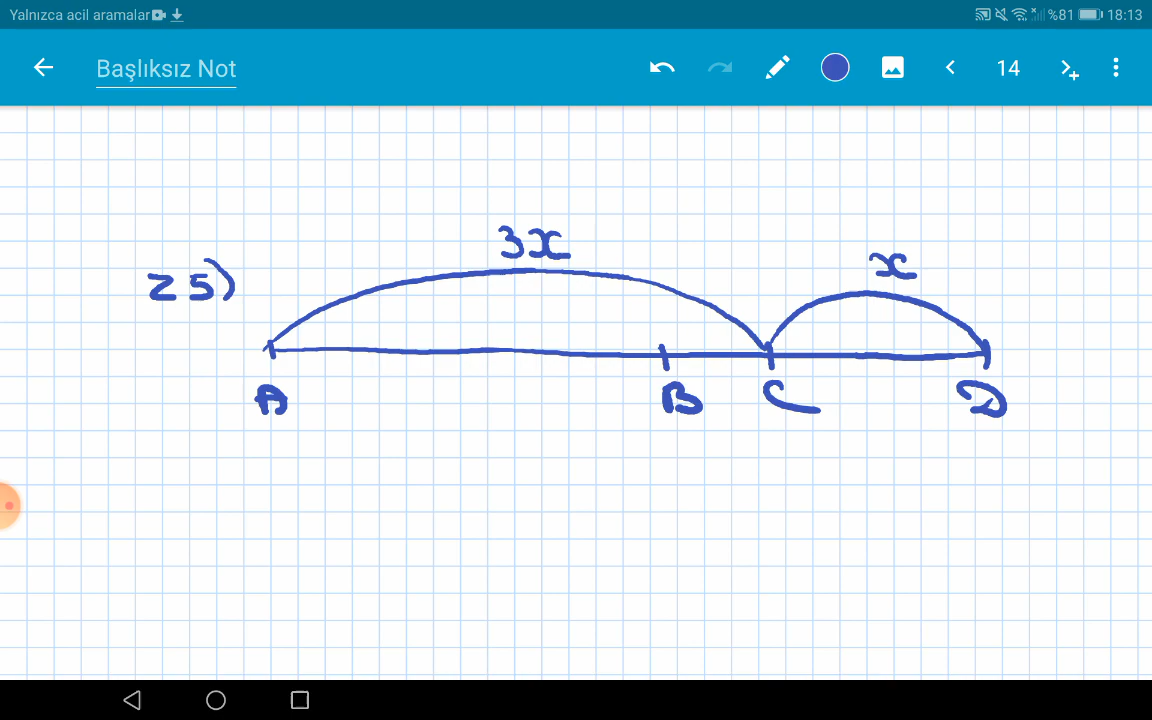 Yalnızca acil aramalar %81 18:13
Başlıksız Not 14
3x
25) x
A B C D